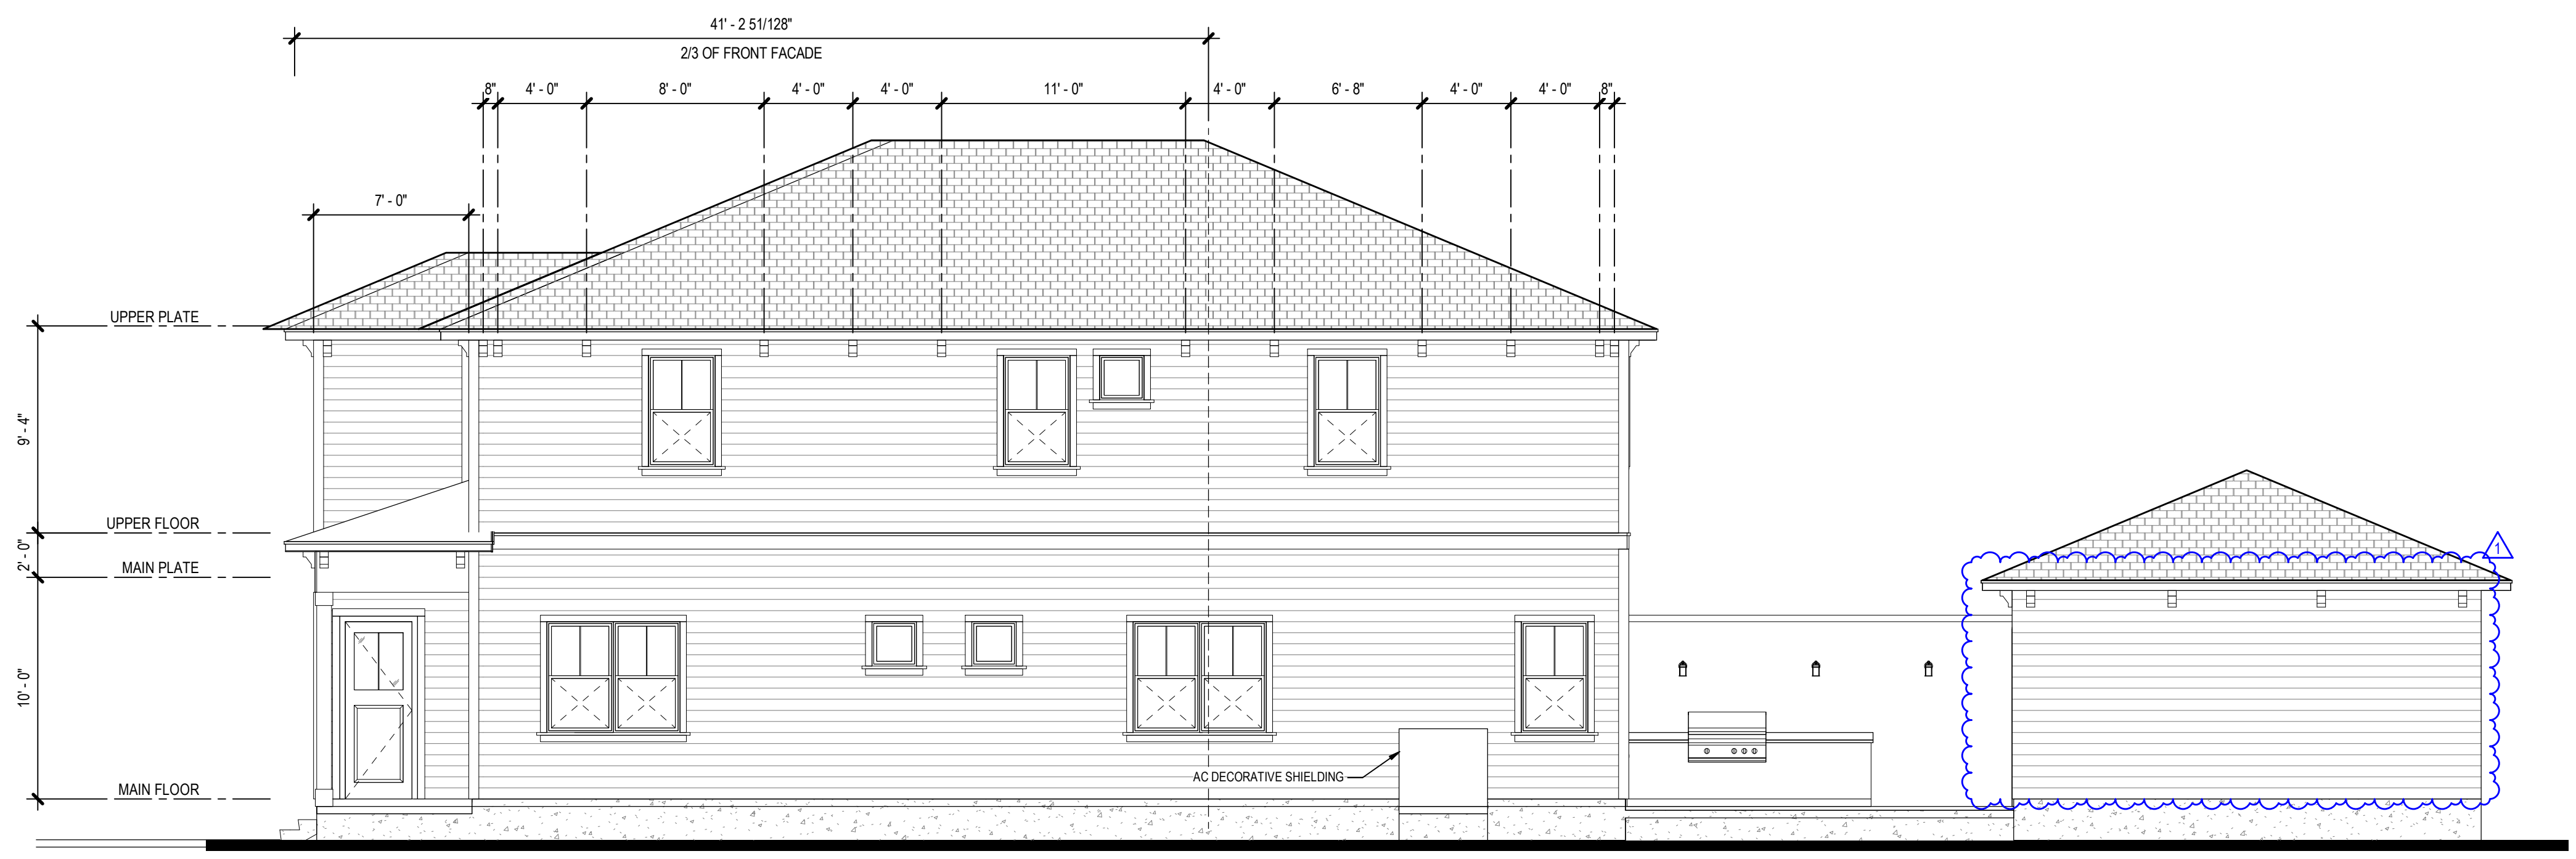 41' - 2 51/128"
2/3 OF FRONT FACADE
8" 4' - 0" 8' - 0" 4' - 0" 4' - 0" 11' - 0" 4' - 0" 6' - 8" 4' - 0" 4' - 0" 8"
7' - 0"
UPPER PLATE
9' - 4"
UPPER FLOOR
2' - 0"
1
MAIN PLATE
10' - 0"
AC DECORATIVE SHIELDING
MAIN FLOOR